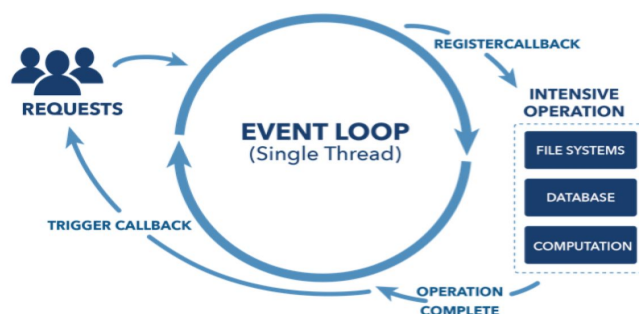 REGISTERCALLBACK
REQUESTS
EVENT LOOP
(Single Thread)
INTENSIVE
OPERATION
FILE SYSTEMS
DATABASE
COMPUTATION
TRIGGER CALLBACK
OPERATION
COMPLETE